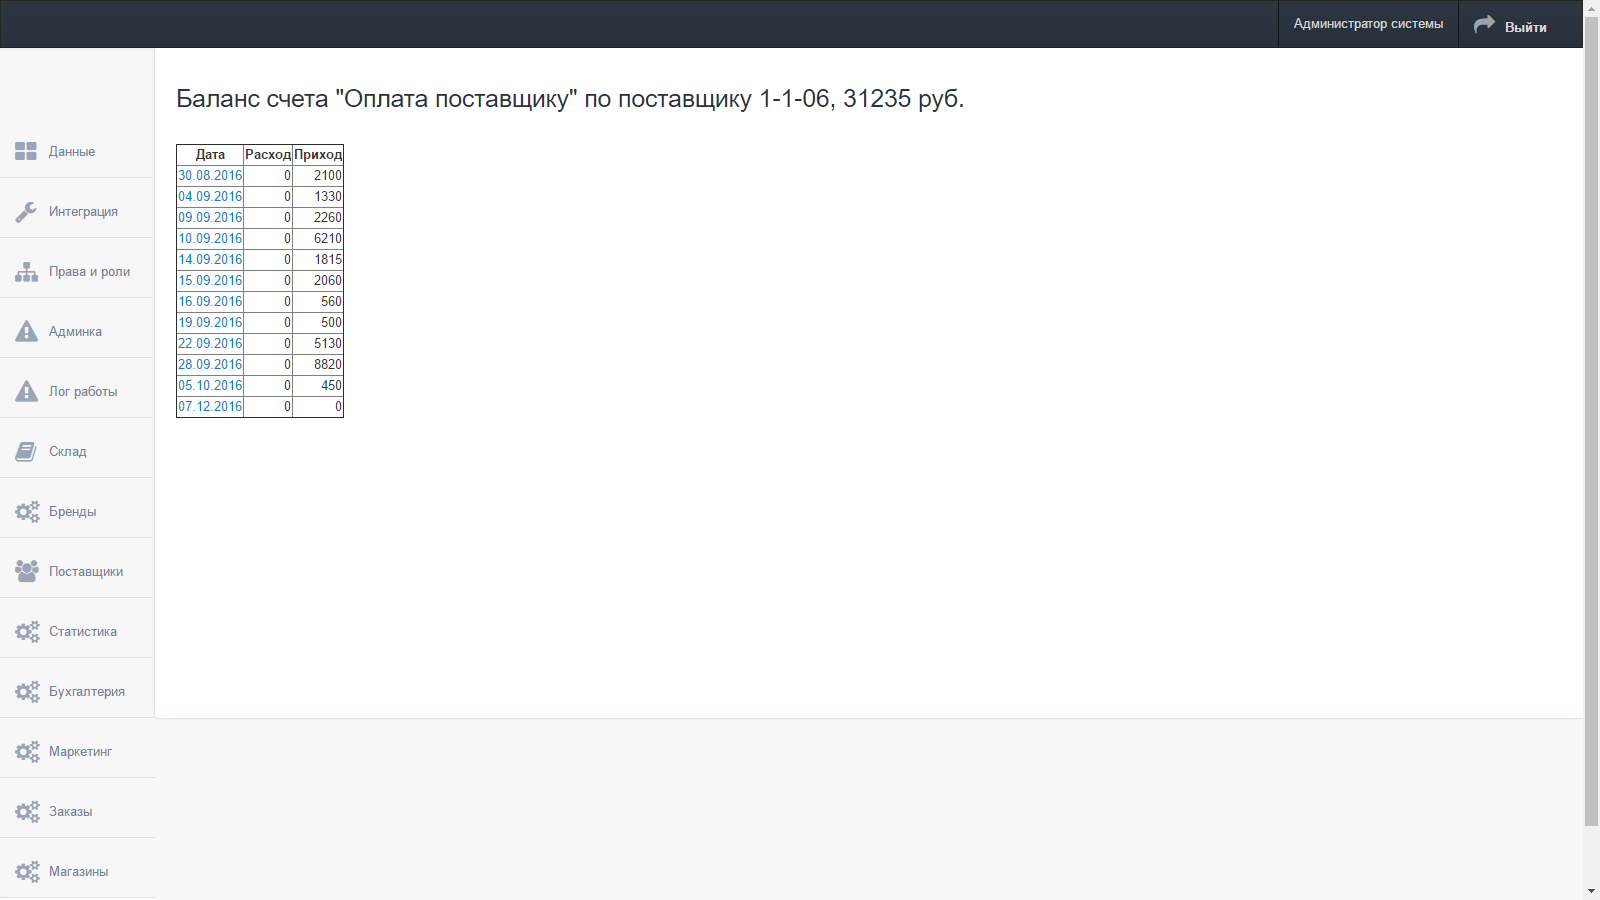 Администратор системы Выйти
Баланс счета "Оплата поставщику" по поставщику 1-1-06, 31235 руб.
Данные
Интеграция
Права и роли
Админка
Лог работы
Склад
Бренды
Поставщики
Статистика
Бухгалтерия
Маркетинг
Заказы
Магазины
Дата Расход Приход
30.08.2016 0 2100
04.09.2016 0 1330
09.09.2016 0 2260
10.09.2016 0 6210
14.09.2016 0 1815
15.09.2016 0 2060
16.09.2016 0 560
19.09.2016 0 500
22.09.2016 0 5130
28.09.2016 0 8820
05.10.2016 0 450
07.12.2016 0 0